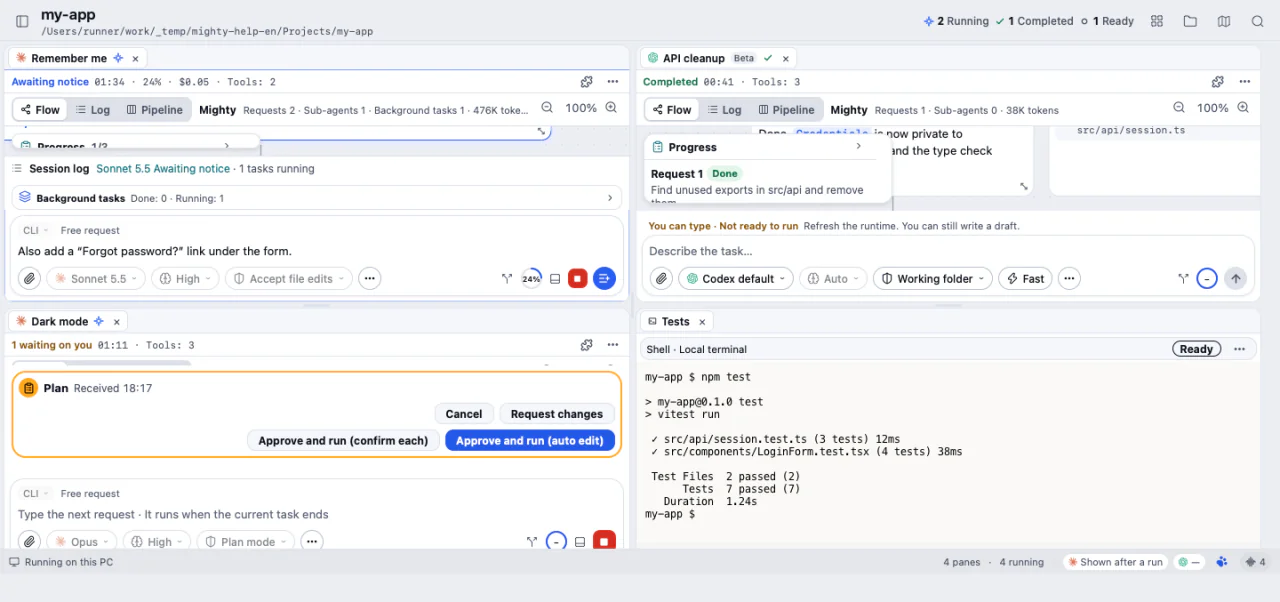 my-app
/Users/runner/work/_temp/mighty-help-en/Projects/my-app
2 Running 1 Completed 1 Ready
Remember me
Awaiting notice 01:34 · 24% · $0.05 · Tools: 2
Flow Log Pipeline Mighty Requests 2 · Sub-agents 1 · Background tasks 1 · 476K toke... 100%
Progress 1/3
Session log Sonnet 5.5 Awaiting notice · 1 tasks running
Background tasks Done: 0 · Running: 1
CLI Free request
Also add a “Forgot password?” link under the form.
Sonnet 5.5 High Accept file edits 24%
API cleanup Beta
Completed 00:41 · Tools: 3
Flow Log Pipeline Mighty Requests 1 · Sub-agents 0 · 38K tokens 100%
Done. Credentials is now private to
and the type check
src/api/session.ts
Progress
Request 1 Done
Find unused exports in src/api and remove
them
You can type · Not ready to run Refresh the runtime. You can still write a draft.
Describe the task...
Codex default Auto Working folder Fast
Dark mode
1 waiting on you 01:11 · Tools: 3
Plan Received 18:17
Cancel Request changes
Approve and run (confirm each) Approve and run (auto edit)
CLI Free request
Type the next request · It runs when the current task ends
Opus High Plan mode
Tests
Shell · Local terminal Ready
my-app $ npm test
> my-app@0.1.0 test
> vitest run
✓ src/api/session.test.ts (3 tests) 12ms
✓ src/components/LoginForm.test.tsx (4 tests) 38ms
Test Files 2 passed (2)
Tests 7 passed (7)
Duration 1.24s
my-app $
Running on this PC
4 panes · 4 running Shown after a run — 4